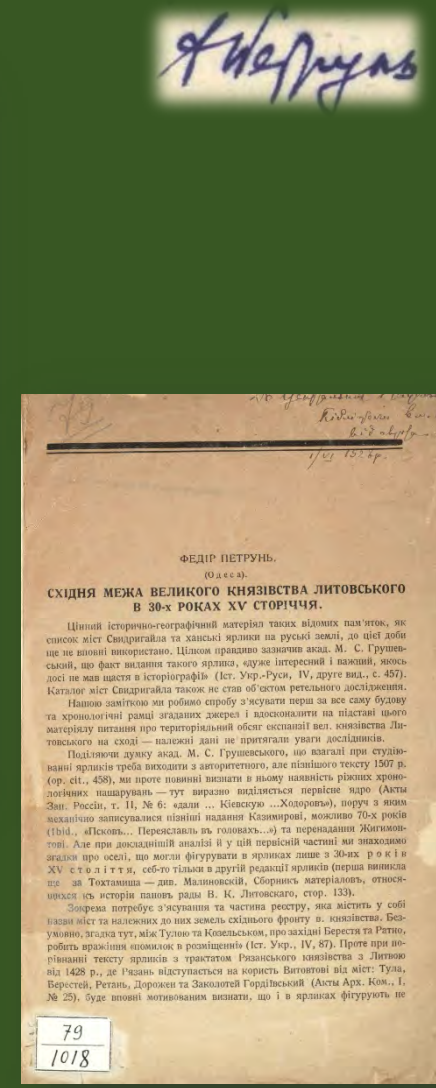 79
ФЕДІР ПЕТРУНЬ.
(Одеса).
СХІДНЯ МЕЖА ВЕЛИКОГО КНЯЗІВСТВА ЛИТОВСЬКОГО
В 30-х РОКАХ XV СТОРІЧЧЯ.
Цінний історично-географічний матеріял таких відомих пам'яток, як
список міст Свидригайла та ханські ярлики на руські землі, до цієї доби
ще не вповні використано. Цілком правдиво зазначив акад. М. С. Грушев-
ський, що факт видання такого ярлика, «дуже інтересний і важний, якось
досі не мав щастя в історіографії» (Іст. Укр.-Руси, IV, друге вид., с. 457).
Каталог міст Свидригайла також не став об'єктом ретельного дослідження.
Нашою заміткою ми робимо спробу з'ясувати перш за все саму будову
та хронологічні рамці згаданих джерел і вдосконалити на підставі цього
матеріялу питання про територіяльний обсяг експансії вел. князівства Ли-
товського на сході — належні дані не притягали уваги дослідників.
Поділяючи думку акад. М. С. Грушевського, що взагалі при студію-
ванні ярликів треба виходити з авторитетного, але пізнішого тексту 1507 р.
(op. cit., 458), ми проте повинні визнати в ньому наявність ріжних хроно-
логічних нашарувань — тут виразно виділяється первісне ядро (Акты
Зап. Россіи, т. II, № 6: «дали ... Кіевскую ...Ходоровъ»), поруч з яким
механічно записувалися пізніші надання Казимирові, можливо 70-х років
(Ibid., «Псковъ... Переяславль въ головахъ...») та перенадання Жигимон-
тові. Але при докладнішій аналізі й у цій первісній частині ми знаходимо
згадки про оселі, що могли фігурувати в ярликах лише з 30-их років
XV століття, себ-то тільки в другій редакції ярликів (перша виникла
ще за Тохтамиша — див. Малиновскій, Сборникъ матеріаловъ, относя-
щихся къ исторіи пановъ рады В. К. Литовскаго, стор. 133).
Зокрема потребує з'ясування та частина реєстру, яка містить у собі
назви міст та належних до них земель східнього фронту в. князівства. Без-
умовно, згадка тут, між Тулою та Козельськом, про західні Берестя та Ратно,
робить вражіння «помилок в розміщенні» (Іст. Укр., IV, 87). Проте при по-
рівнанні тексту ярликів з трактатом Рязанського князівства з Литвою
від 1428 р., де Рязань відступається на користь Витовтові від міст: Тула,
Берестей, Ретань, Дорожен та Заколотей Гордіївський (Акты Арх. Ком., I,
№ 25), буде вповні мотивованим визнати, що і в ярликах фігурують не
79
1018